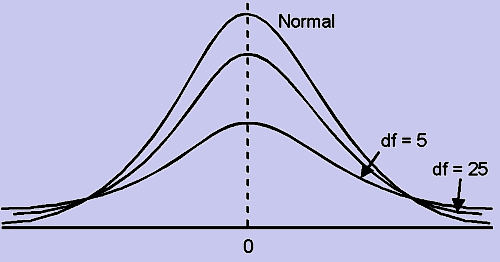 Normal
df = 5
df = 25
0